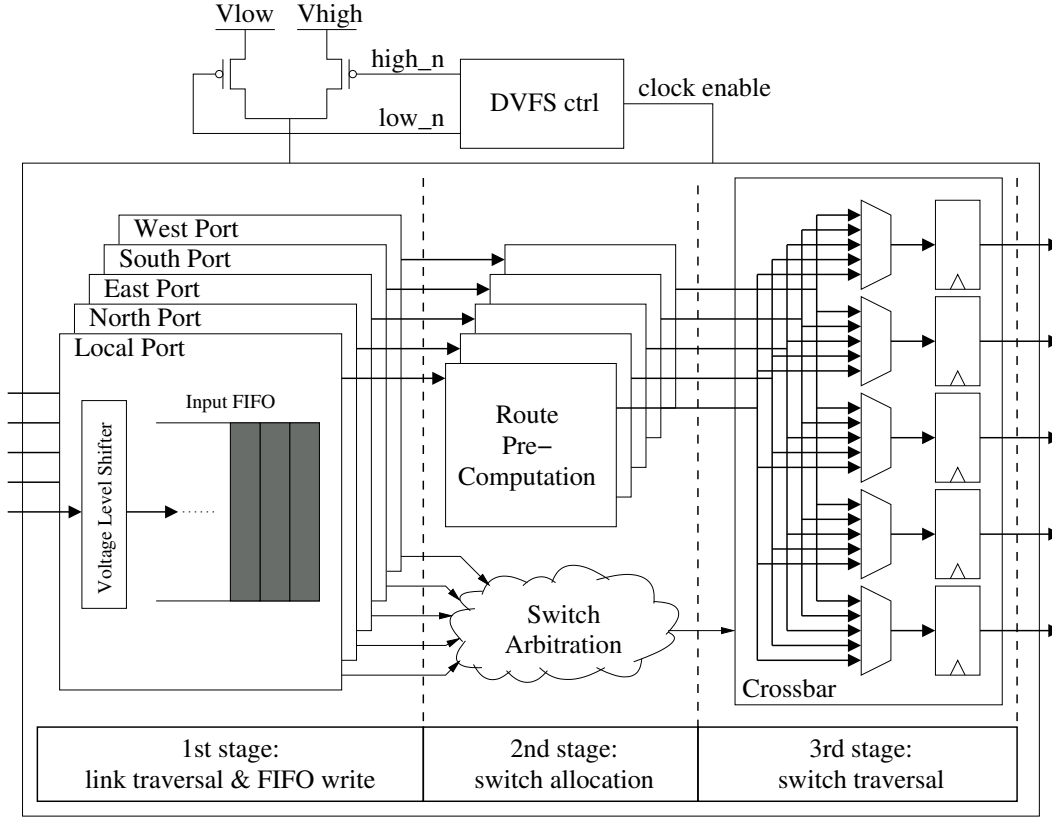 Vlow
Vhigh
high_n
low_n
DVFS ctrl
clock enable
West Port
South Port
East Port
North Port
Local Port
Input FIFO
Voltage Level Shifter
Route
Pre−
Computation
Switch
Arbitration
Crossbar
1st stage:
link traversal & FIFO write
2nd stage:
switch allocation
3rd stage:
switch traversal